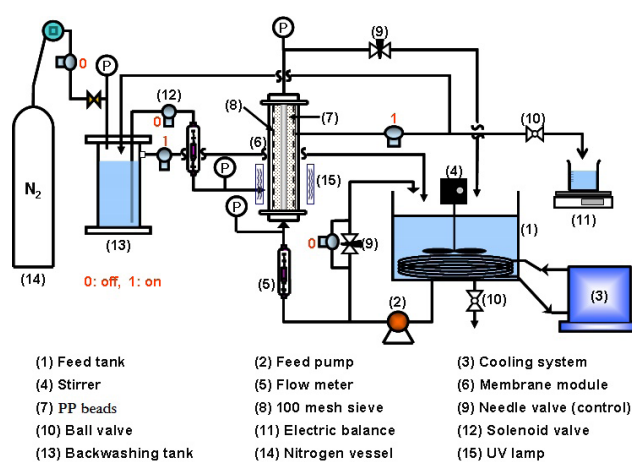 (9)
P
P
0
(12)
(8)
(7)
1
(10)
0
(6)
(4)
1
N2
P
(15)
(11)
P
(1)
0
(9)
(13)
(14)
0: off, 1: on
(5)
(2)
(10)
(3)
(1) Feed tank (2) Feed pump (3) Cooling system
(4) Stirrer (5) Flow meter (6) Membrane module
(7) PP beads (8) 100 mesh sieve (9) Needle valve (control)
(10) Ball valve (11) Electric balance (12) Solenoid valve
(13) Backwashing tank (14) Nitrogen vessel (15) UV lamp